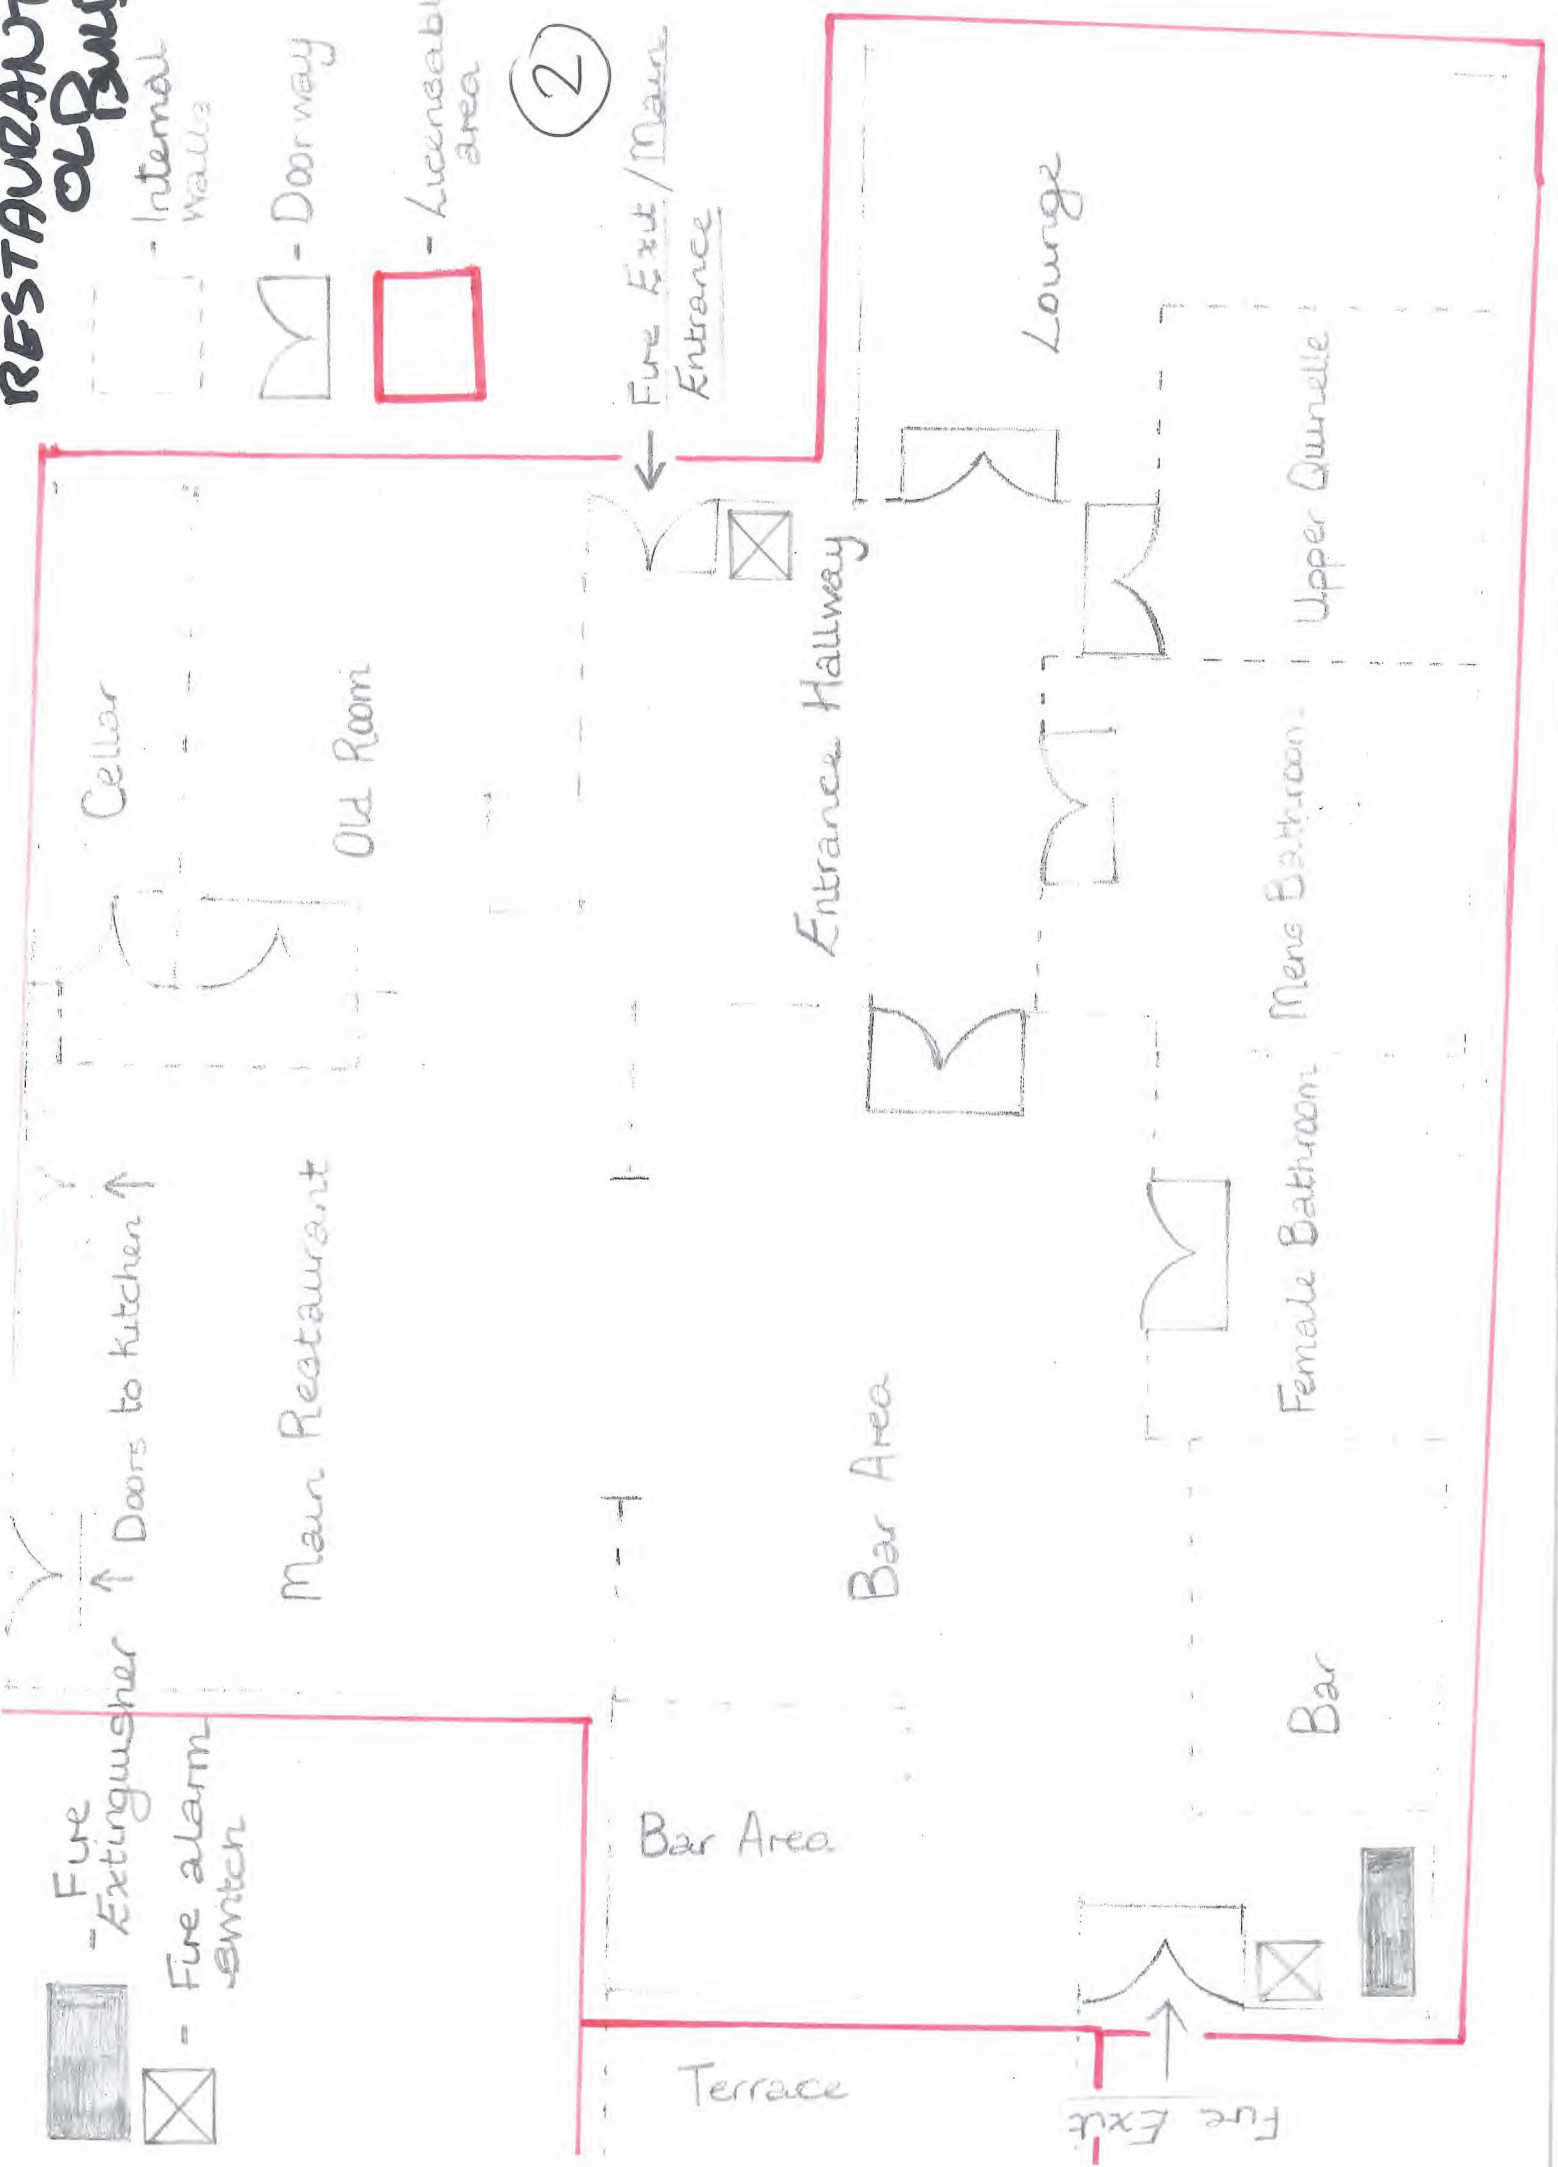 RESTAURANT
OLD
- Fire
Extinguisher
- Fire alarm
switch
- Internal
walls
- Doorway
- Licensabl
area
2
↑ Doors to kitchen ↑
Cellar
Old Room
Main Restaurant
Fire Exit / Main
Entrance
Entrance Hallway
Bar Area
Bar Area
Terrace
Lounge
Fire Exit
Bar
Female Bathroom
Mens Bathroom
Upper Quinelle